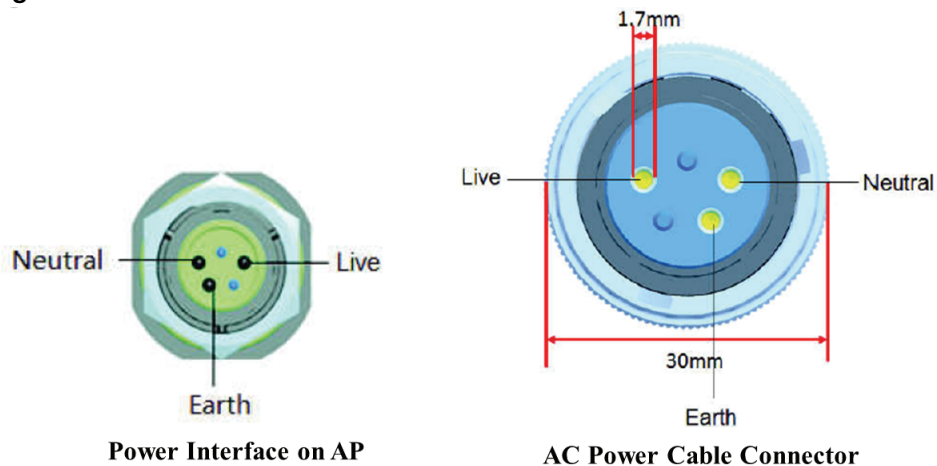 1.7mm
Live
Neutral
Neutral
Live
30mm
Earth
Earth
Power Interface on AP
AC Power Cable Connector